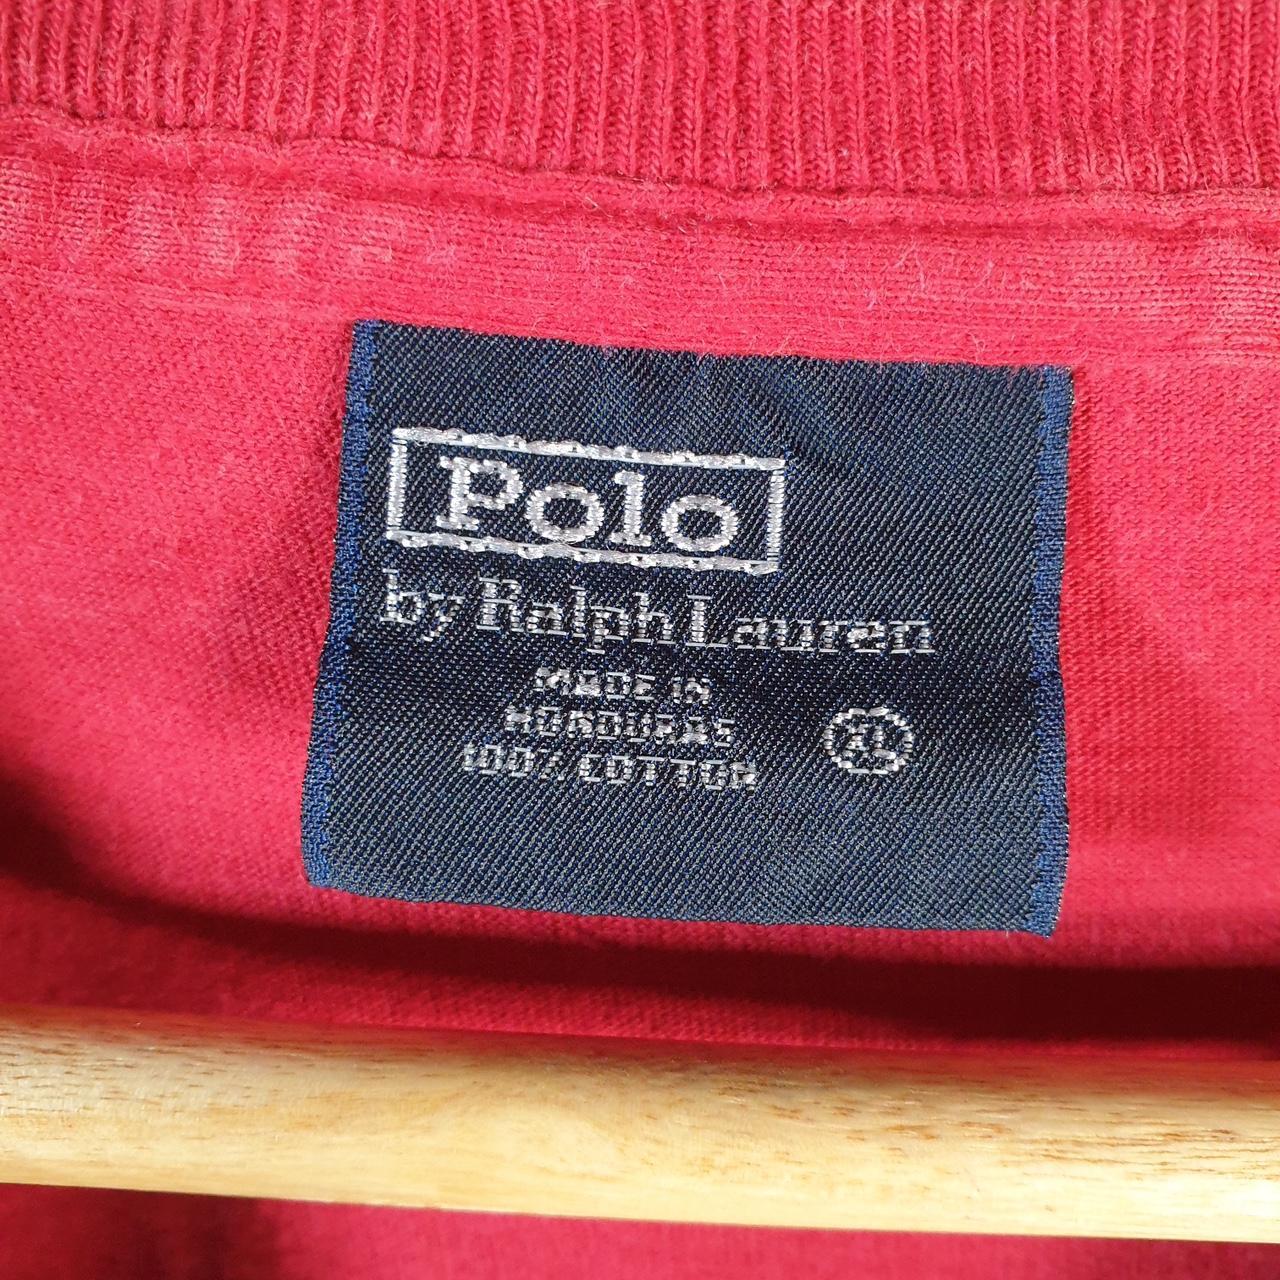 Polo
by Ralph Lauren
MADE IN
HONDURAS
100% COTTON
XL